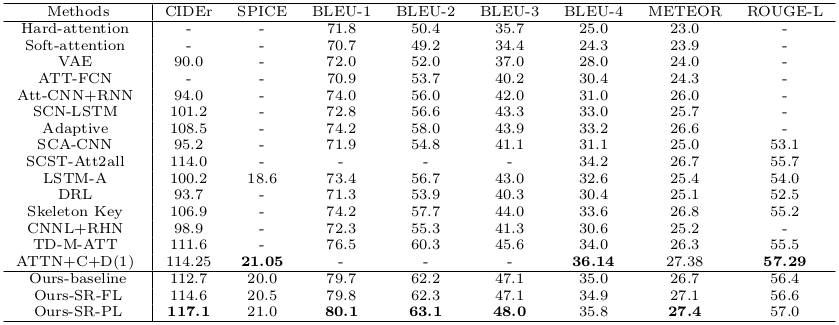 Methods CIDEr SPICE BLEU-1 BLEU-2 BLEU-3 BLEU-4 METEOR ROUGE-L
Hard-attention - - 71.8 50.4 35.7 25.0 23.0 -
Soft-attention - - 70.7 49.2 34.4 24.3 23.9 -
VAE 90.0 - 72.0 52.0 37.0 28.0 24.0 -
ATT-FCN - - 70.9 53.7 40.2 30.4 24.3 -
Att-CNN+RNN 94.0 - 74.0 56.0 42.0 31.0 26.0 -
SCN-LSTM 101.2 - 72.8 56.6 43.3 33.0 25.7 -
Adaptive 108.5 - 74.2 58.0 43.9 33.2 26.6 -
SCA-CNN 95.2 - 71.9 54.8 41.1 31.1 25.0 53.1
SCST-Att2all 114.0 - - - - 34.2 26.7 55.7
LSTM-A 100.2 18.6 73.4 56.7 43.0 32.6 25.4 54.0
DRL 93.7 - 71.3 53.9 40.3 30.4 25.1 52.5
Skeleton Key 106.9 - 74.2 57.7 44.0 33.6 26.8 55.2
CNNL+RHN 98.9 - 72.3 55.3 41.3 30.6 25.2 -
TD-M-ATT 111.6 - 76.5 60.3 45.6 34.0 26.3 55.5
ATTN+C+D(1) 114.25 21.05 - - - 36.14 27.38 57.29
Ours-baseline 112.7 20.0 79.7 62.2 47.1 35.0 26.7 56.4
Ours-SR-FL 114.6 20.5 79.8 62.3 47.1 34.9 27.1 56.6
Ours-SR-PL 117.1 21.0 80.1 63.1 48.0 35.8 27.4 57.0